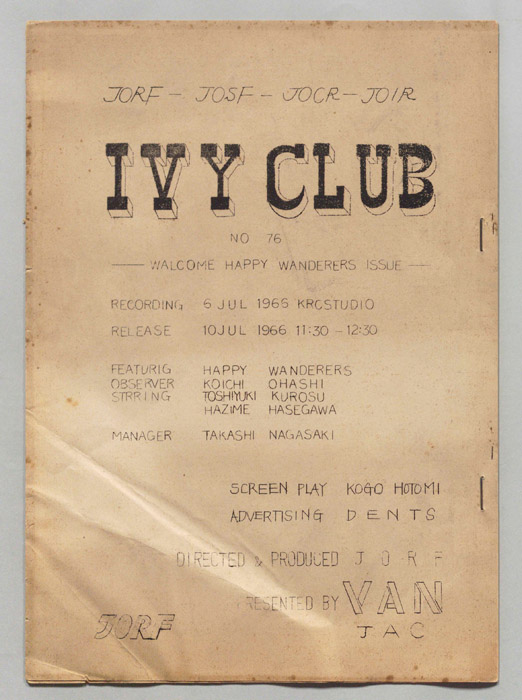 JORF - JOSF - JOCR - JOIR
IVY CLUB
NO 76
WALCOME HAPPY WANDERERS ISSUE
RECORDING 6 JUL 1966 KRCSTUDIO
RELEASE 10 JUL 1966 11:30 - 12:30
FEATURIG HAPPY WANDERERS
OBSERVER KOICHI OHASHI
STRRING TOSHIYUKI KUROSU
HAZIME HASEGAWA
MANAGER TAKASHI NAGASAKI
SCREEN PLAY KOGO HOTOMI
ADVERTISING DENTS
DIRECTED & PRODUCED JORF
PRESENTED BY VAN
JORF JAC